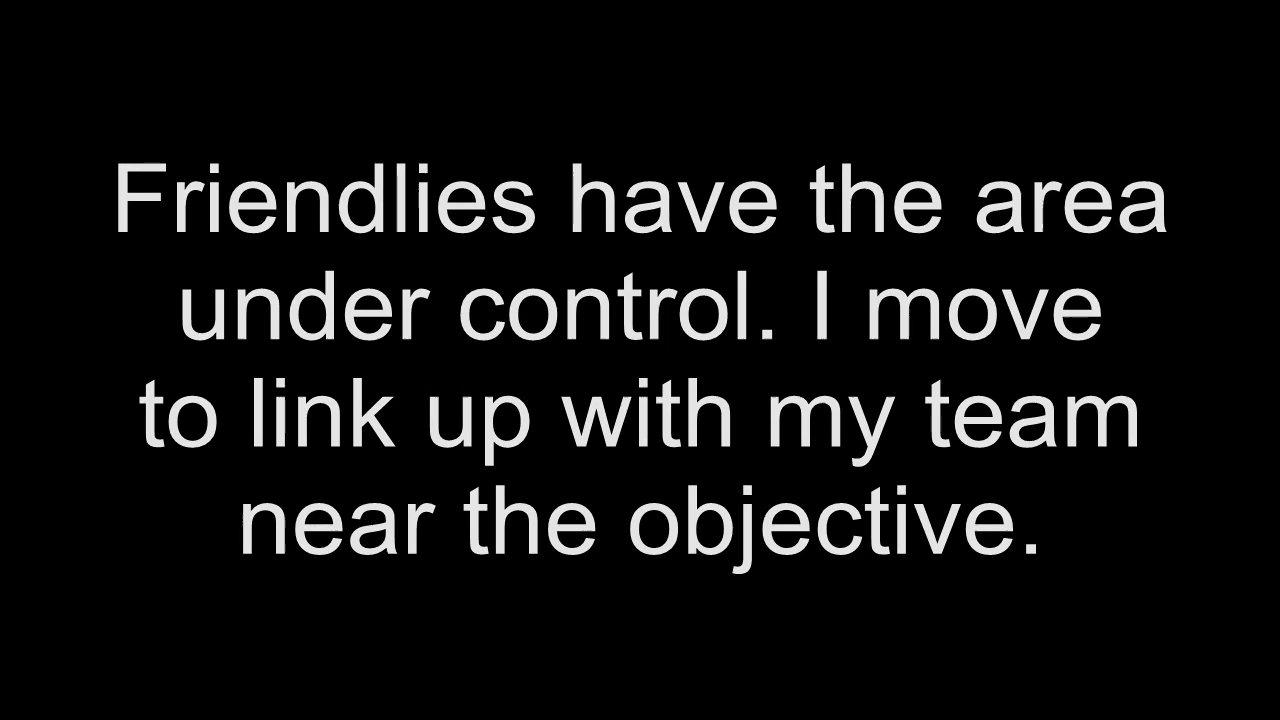 Friendlies have the area
under control. I move
to link up with my team
near the objective.